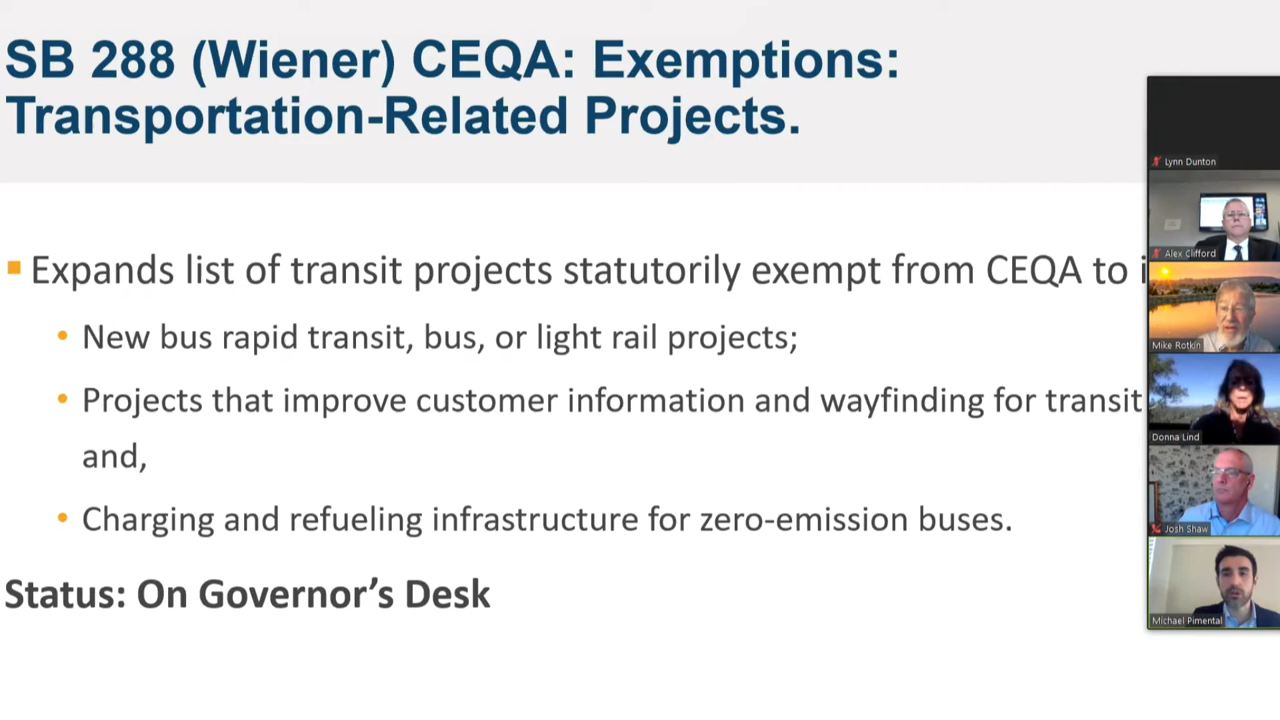 SB 288 (Wiener) CEQA: Exemptions:
Transportation-Related Projects.
Expands list of transit projects statutorily exempt from CEQA to
New bus rapid transit, bus, or light rail projects;
Projects that improve customer information and wayfinding for transit
and,
Charging and refueling infrastructure for zero-emission buses.
Status: On Governor’s Desk
Lynn Dunton
Alex Clifford
Mike Rotkin
Donna Lind
Josh Shaw
Michael Pimental